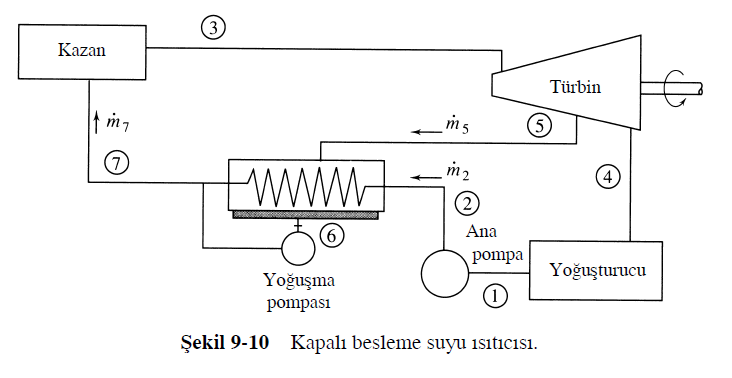 3
Kazan
Türbin
ṁ7
ṁ5
5
7
ṁ2
4
2
6
Ana
pompa
Yoğuşturucu
Yoğuşma
pompası
1
Şekil 9-10 Kapalı besleme suyu ısıtıcısı.